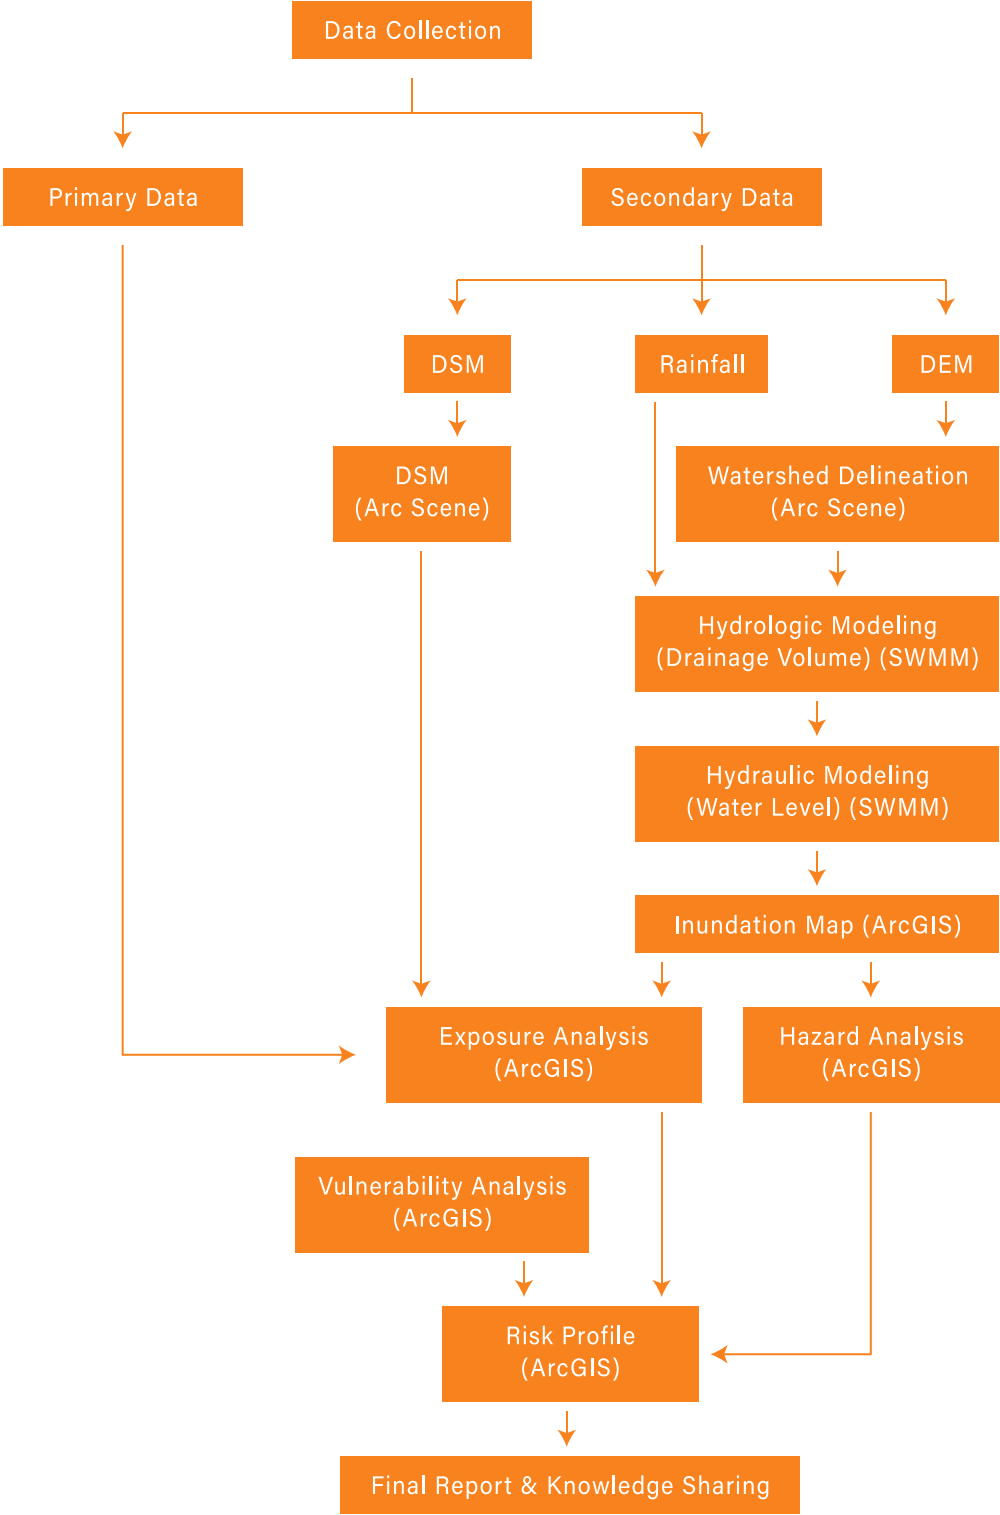 Data Collection
Primary Data
Secondary Data
DSM
Rainfall
DEM
DSM
(Arc Scene)
Watershed Delineation
(Arc Scene)
Hydrologic Modeling
(Drainage Volume) (SWMM)
Hydraulic Modeling
(Water Level) (SWMM)
Inundation Map (ArcGIS)
Exposure Analysis
(ArcGIS)
Hazard Analysis
(ArcGIS)
Vulnerability Analysis
(ArcGIS)
Risk Profile
(ArcGIS)
Final Report & Knowledge Sharing